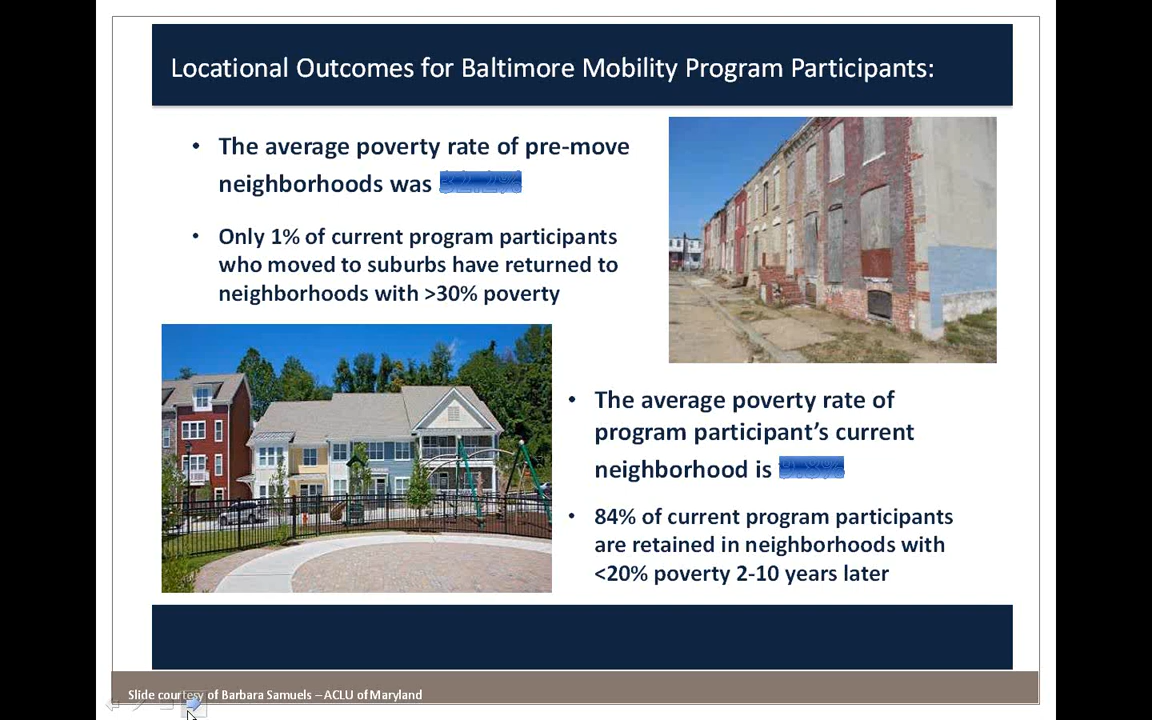 Locational Outcomes for Baltimore Mobility Program Participants:
• The average poverty rate of pre-move
neighborhoods was
• Only 1% of current program participants
who moved to suburbs have returned to
neighborhoods with >30% poverty
• The average poverty rate of
program participant’s current
neighborhood is
• 84% of current program participants
are retained in neighborhoods with
<20% poverty 2-10 years later
Slide courtesy of Barbara Samuels – ACLU of Maryland